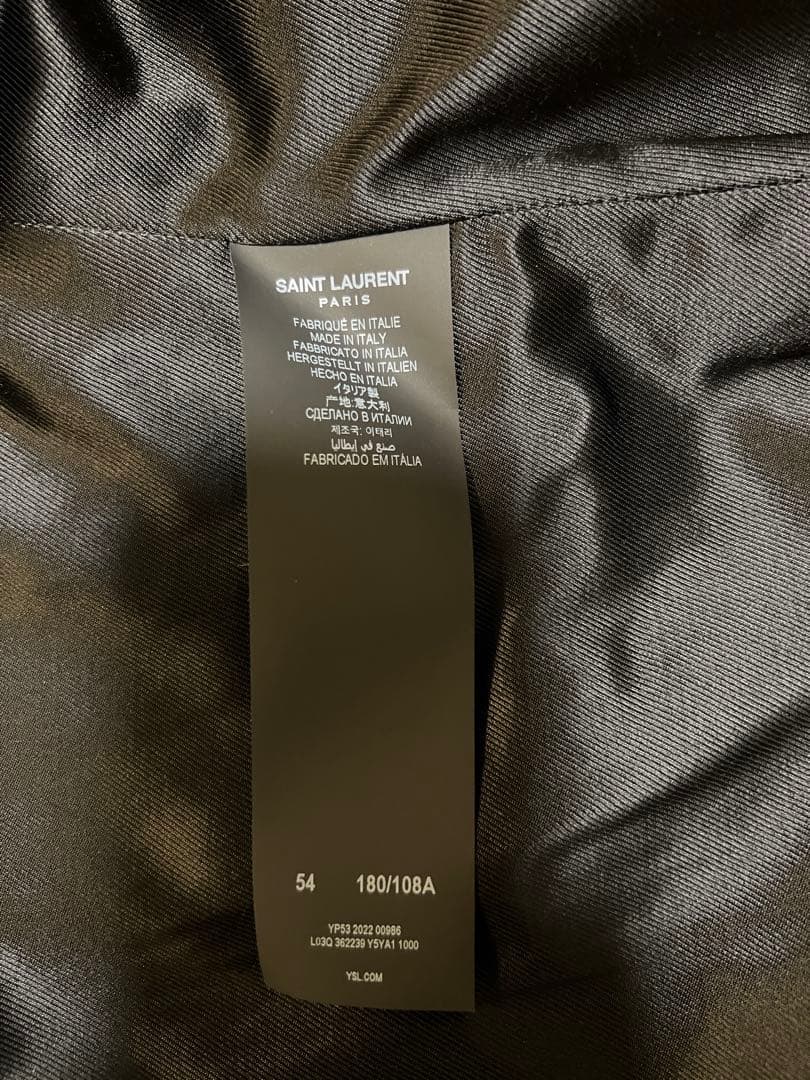 SAINT LAURENT
PARIS
FABRIQUÉ EN ITALIE
MADE IN ITALY
FABBRICATO IN ITALIA
HERGESTELLT IN ITALIEN
HECHO EN ITALIA
イタリア製
产地:意大利
СДЕЛАНО В ИТАЛИИ
제조국: 이태리
صنع في إيطاليا
FABRICADO EM ITÁLIA
54 180/108A
YP53 2022 00986
L03Q 362239 Y5YA1 1000
YSL.COM